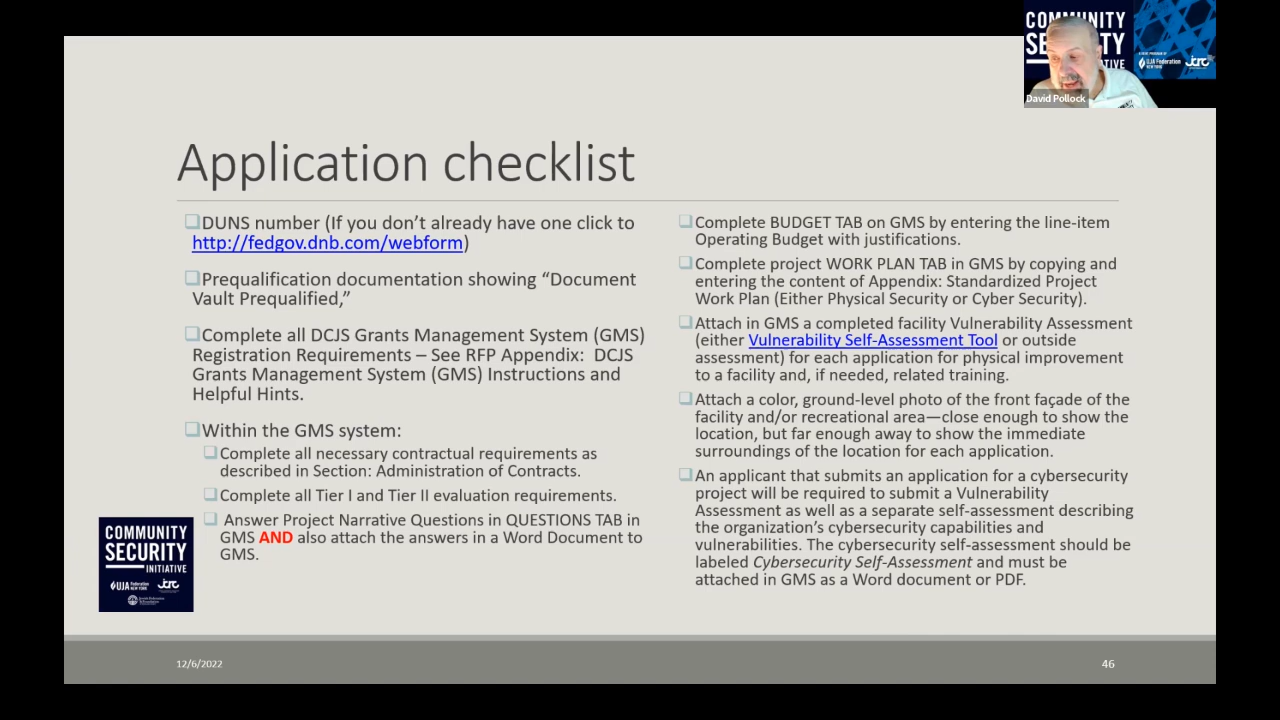 COMMUNITY
SE
TY
IATIVE
UJA Federation
NEW YORK
jcrc
David Pollock
Application checklist
DUNS number (If you don’t already have one click to
http://fedgov.dnb.com/webform)
Prequalification documentation showing “Document
Vault Prequalified,”
Complete all DCJS Grants Management System (GMS)
Registration Requirements – See RFP Appendix:  DCJS
Grants Management System (GMS) Instructions and
Helpful Hints.
Within the GMS system:
Complete all necessary contractual requirements as
described in Section: Administration of Contracts.
Complete all Tier I and Tier II evaluation requirements.
Answer Project Narrative Questions in QUESTIONS TAB in
GMS AND also attach the answers in a Word Document to
GMS.
Complete BUDGET TAB on GMS by entering the line-item
Operating Budget with justifications.
Complete project WORK PLAN TAB in GMS by copying and
entering the content of Appendix: Standardized Project
Work Plan (Either Physical Security or Cyber Security).
Attach in GMS a completed facility Vulnerability Assessment
(either Vulnerability Self-Assessment Tool or outside
assessment) for each application for physical improvement
to a facility and, if needed, related training.
Attach a color, ground-level photo of the front façade of the
facility and/or recreational area—close enough to show the
location, but far enough away to show the immediate
surroundings of the location for each application.
An applicant that submits an application for a cybersecurity
project will be required to submit a Vulnerability
Assessment as well as a separate self-assessment describing
the organization’s cybersecurity capabilities and
vulnerabilities. The cybersecurity self-assessment should be
labeled Cybersecurity Self-Assessment and must be
attached in GMS as a Word document or PDF.
COMMUNITY
SECURITY
INITIATIVE
UJA Federation
NEW YORK
jcrc
12/6/2022
46